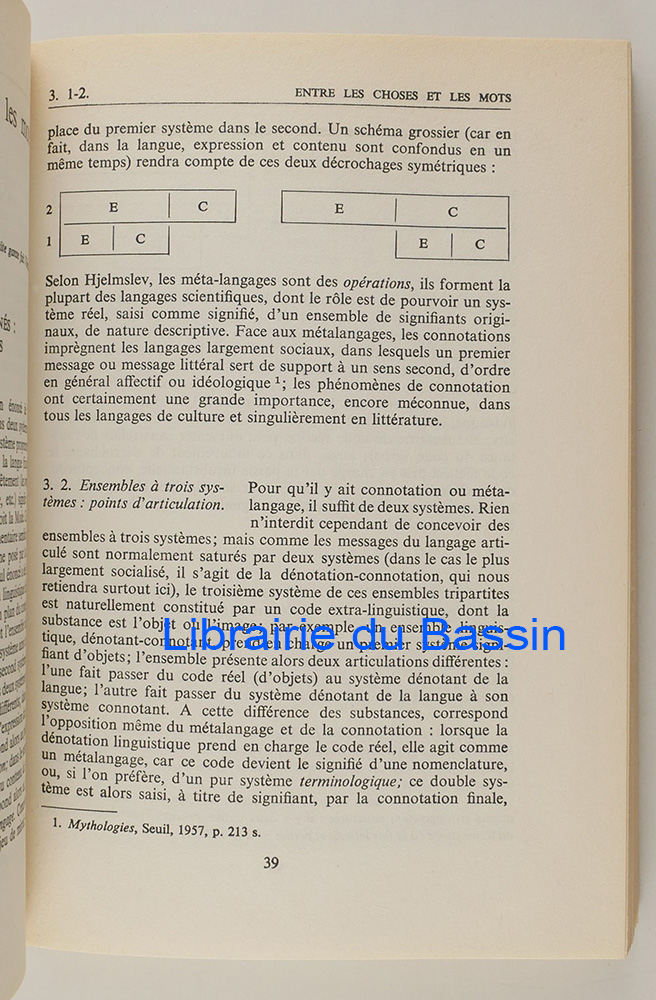 les
3. 1-2. ENTRE LES CHOSES ET LES MOTS
place du premier système dans le second. Un schéma grossier (car en
fait, dans la langue, expression et contenu sont confondus en un
même temps) rendra compte de ces deux décrochages symétriques :
2 E C E C
1 E C E C
Selon Hjelmslev, les méta-langages sont des opérations, ils forment la
plupart des langages scientifiques, dont le rôle est de pourvoir un sys-
tème réel, saisi comme signifié, d'un ensemble de signifiants origi-
naux, de nature descriptive. Face aux métalangages, les connotations
imprègnent les langages largement sociaux, dans lesquels un premier
message ou message littéral sert de support à un sens second, d'ordre
en général affectif ou idéologique 1; les phénomènes de connotation
ont certainement une grande importance, encore méconnue, dans
tous les langages de culture et singulièrement en littérature.
3. 2. Ensembles à trois sys-
tèmes : points d'articulation.
Pour qu'il y ait connotation ou méta-
langage, il suffit de deux systèmes. Rien
n'interdit cependant de concevoir des
ensembles à trois systèmes; mais comme les messages du langage arti-
culé sont normalement saturés par deux systèmes (dans le cas le plus
largement socialisé, il s'agit de la dénotation-connotation, qui nous
retiendra surtout ici), le troisième système de ces ensembles tripartites
est naturellement constitué par un code extra-linguistique, dont la
substance est l'objet ou l'image; par exemple un ensemble linguis-
tique, dénotant-connotant, prend en charge un premier système signi-
fiant d'objets; l'ensemble présente alors deux articulations différentes :
l'une fait passer du code réel (d'objets) au système dénotant de la
langue; l'autre fait passer du système dénotant de la langue à son
système connotant. A cette différence des substances, correspond
l'opposition même du métalangage et de la connotation : lorsque la
dénotation linguistique prend en charge le code réel, elle agit comme
un métalangage, car ce code devient le signifié d'une nomenclature,
ou, si l'on préfère, d'un pur système terminologique; ce double sys-
tème est alors saisi, à titre de signifiant, par la connotation finale,
1. Mythologies, Seuil, 1957, p. 213 s.
39
Librairie du Bassin